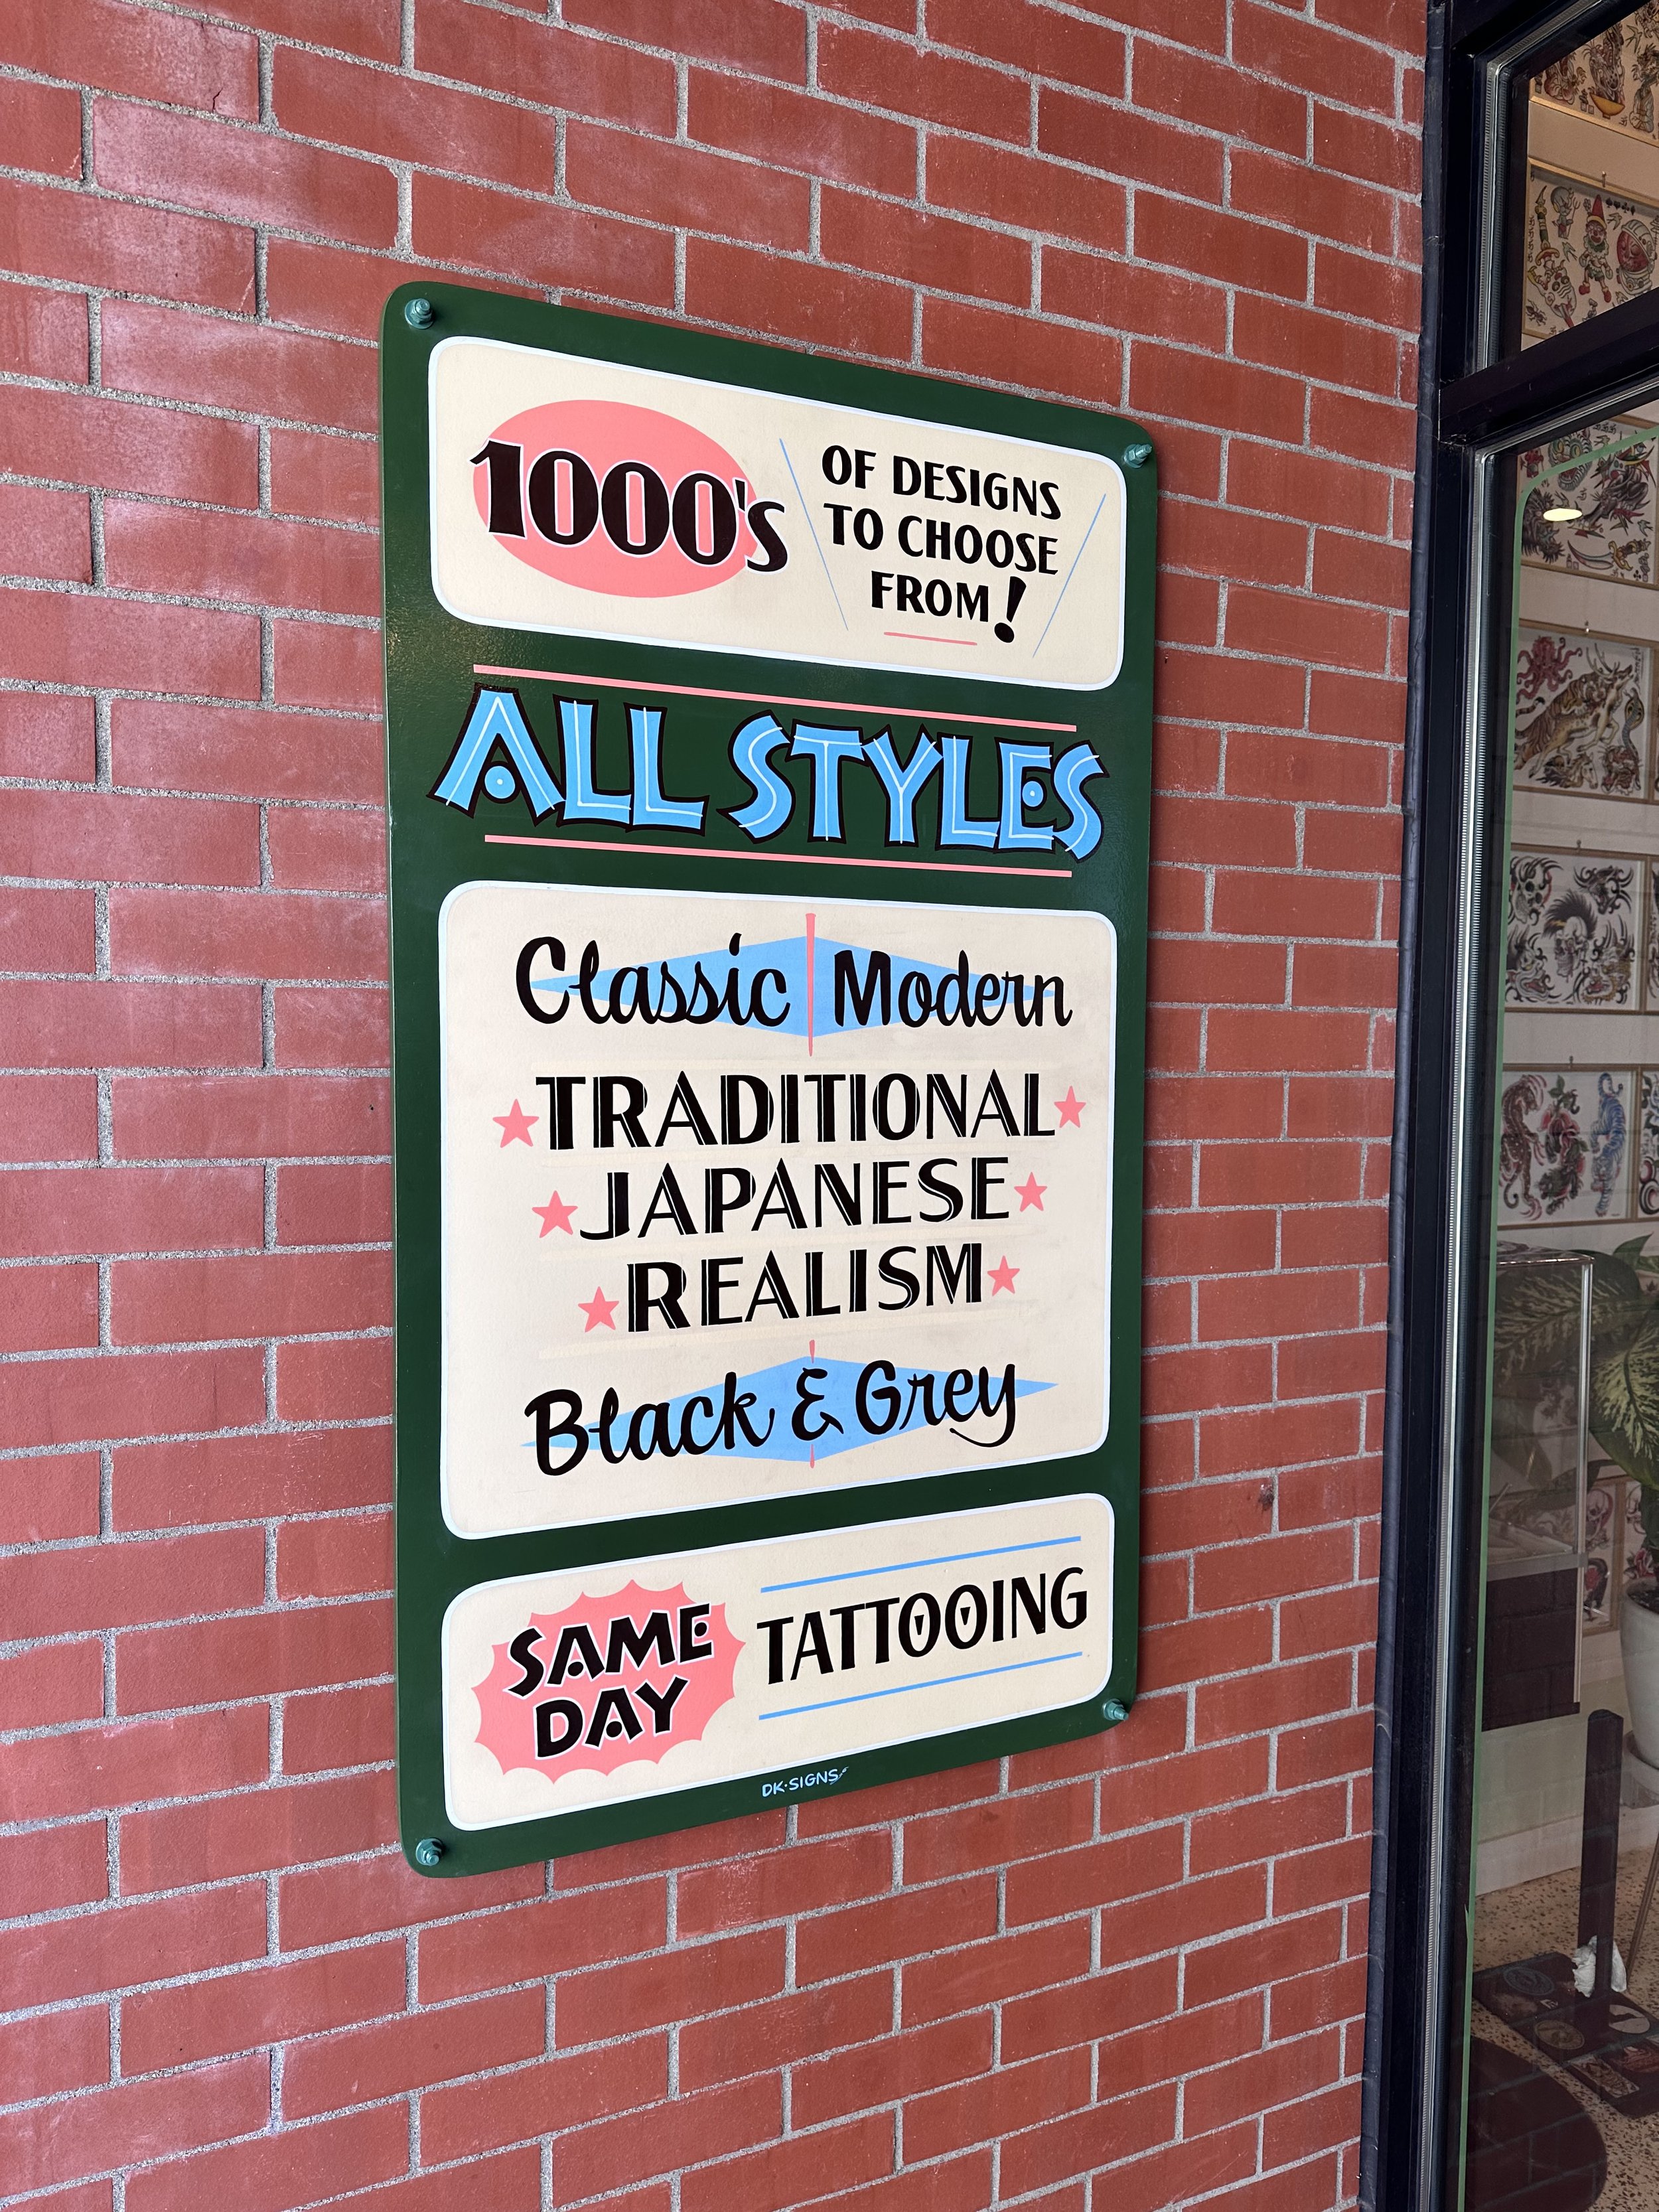 1000's
OF DESIGNS
TO CHOOSE
FROM!
ALL STYLES
Classic Modern
TRADITIONAL
JAPANESE
REALISM
Black & Grey
SAME
DAY
TATTOOING
DK·SIGNS